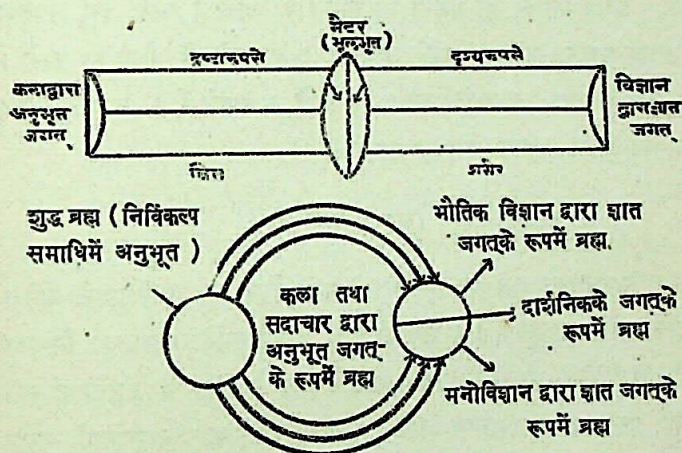 मैटर
(मूलभूत)
द्रष्टारूपसे
दृश्यरूपसे
कलाद्वारा
अनुभूत
जगत्
विज्ञान
द्वारा ज्ञात
जगत्
चित्त
शरीर
शुद्ध ब्रह्म ( निर्विकल्प
समाधिमें अनुभूत )
भौतिक विज्ञान द्वारा ज्ञात
जगत्के रूपमें ब्रह्म
कला तथा
सदाचार द्वारा
अनुभूत जगत्-
के रूपमें ब्रह्म
दार्शनिकके जगत्के
रूपमें ब्रह्म
मनोविज्ञान द्वारा ज्ञात जगत्के
रूपमें ब्रह्म